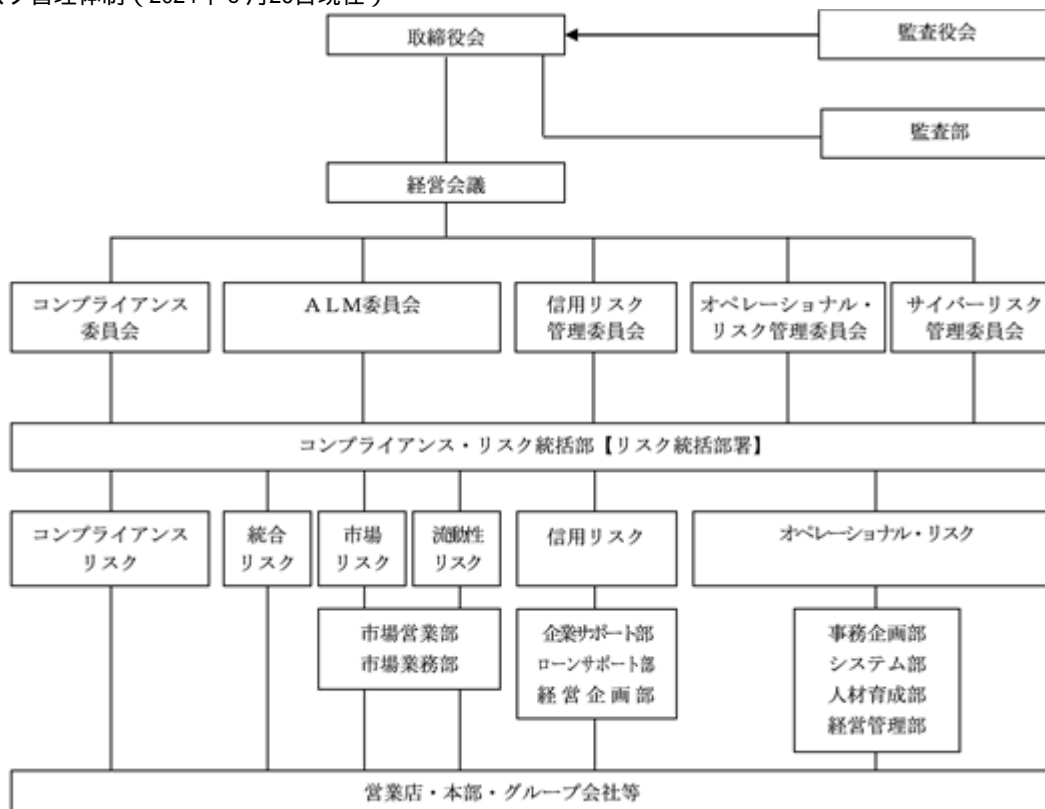 取締役会
監査役会
監査部
経営会議
コンプライアンス
委員会
ALM委員会
信用リスク
管理委員会
オペレーショナル・
リスク管理委員会
サイバーリスク
管理委員会
コンプライアンス・リスク統括部【リスク統括部署】
コンプライアンス
リスク
統合
リスク
市場
リスク
流動性
リスク
信用リスク
オペレーショナル・リスク
市場営業部
市場業務部
企業サポート部
ローンサポート部
経営企画部
事務企画部
システム部
人材育成部
経営管理部
営業店・本部・グループ会社等